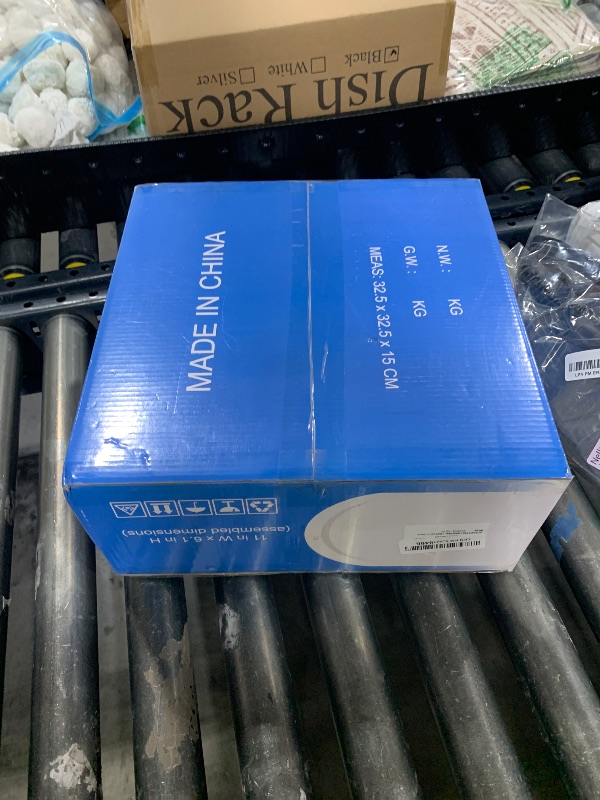 Black
White
Silver
Dish Rack
MADE IN CHINA
N.W.: KG
G.W.: KG
MEAS: 32.5 x 32.5 x 15 CM
11 in W x 6.1 in H
(assembled dimensions)